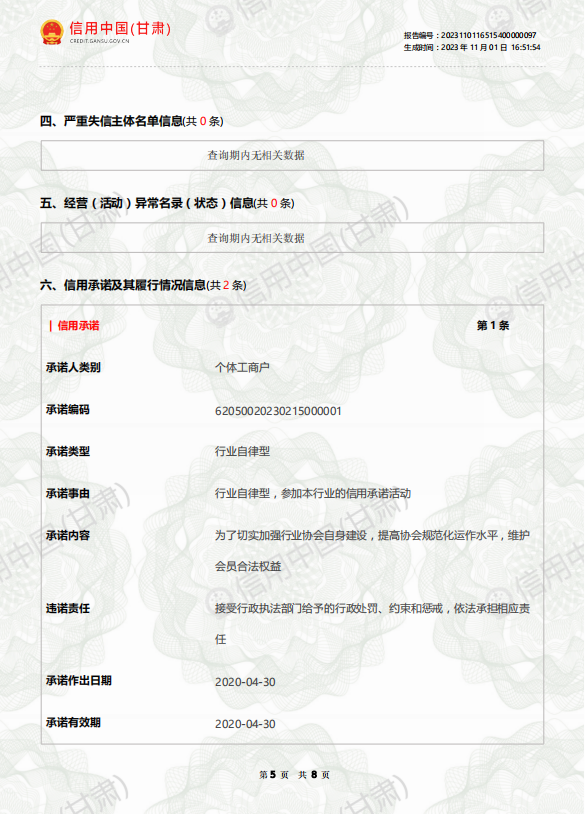 信用中国(甘肃)
CREDIT.GANSU.GOV.CN
报告编号：2023110116515400000097
生成时间：2023 年 11 月 01 日 16:51:54
四、严重失信主体名单信息(共 0 条)
查询期内无相关数据
五、经营（活动）异常名录（状态）信息(共 0 条)
查询期内无相关数据
六、信用承诺及其履行情况信息(共 2 条)
| 信用承诺 第 1 条
承诺人类别 个体工商户
承诺编码 62050020230215000001
承诺类型 行业自律型
承诺事由 行业自律型，参加本行业的信用承诺活动
承诺内容 为了切实加强行业协会自身建设，提高协会规范化运作水平，维护
会员合法权益
违诺责任 接受行政执法部门给予的行政处罚、约束和惩戒，依法承担相应责
任
承诺作出日期 2020-04-30
承诺有效期 2020-04-30
第 5 页 共 8 页